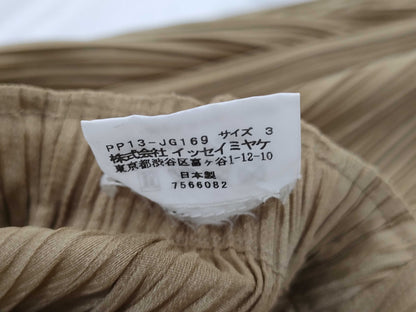 PP13-JG169 サイズ 3
株式会社イッセイミヤケ
東京都渋谷区富ヶ谷1-12-10
日本製
7566082